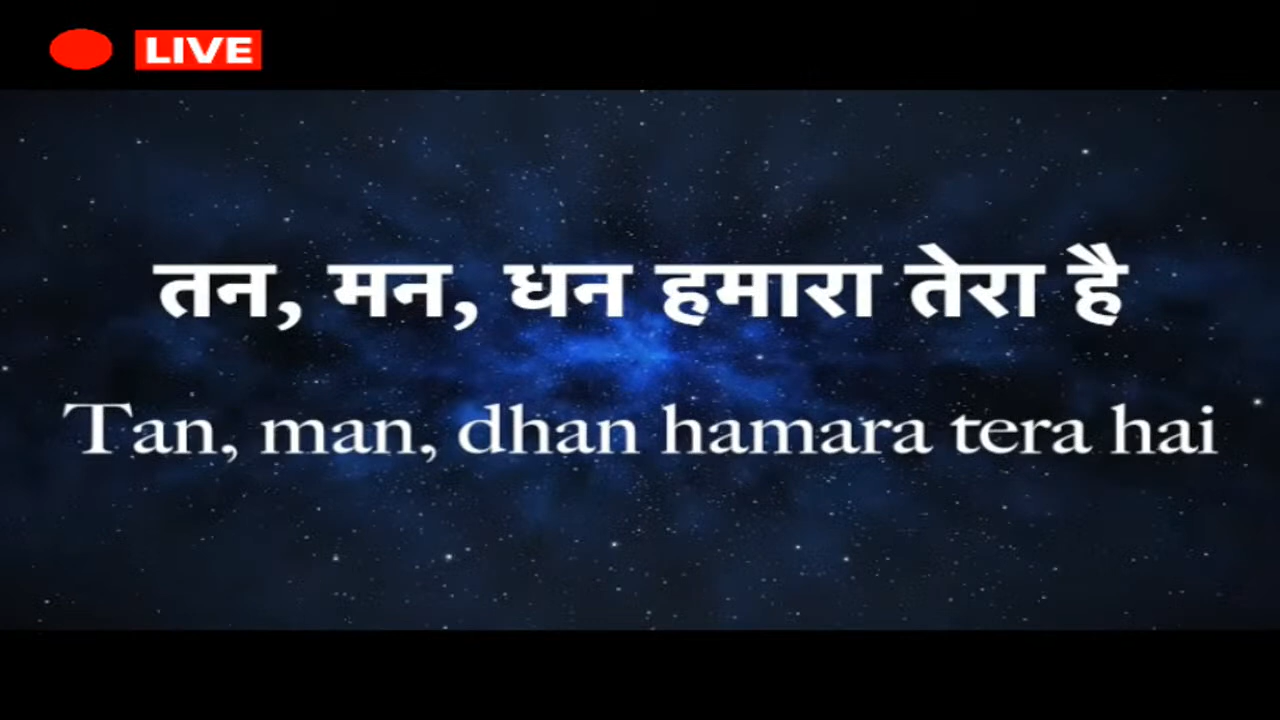 LIVE
तन, मन, धन हमारा तेरा है
Tan, man, dhan hamara tera hai